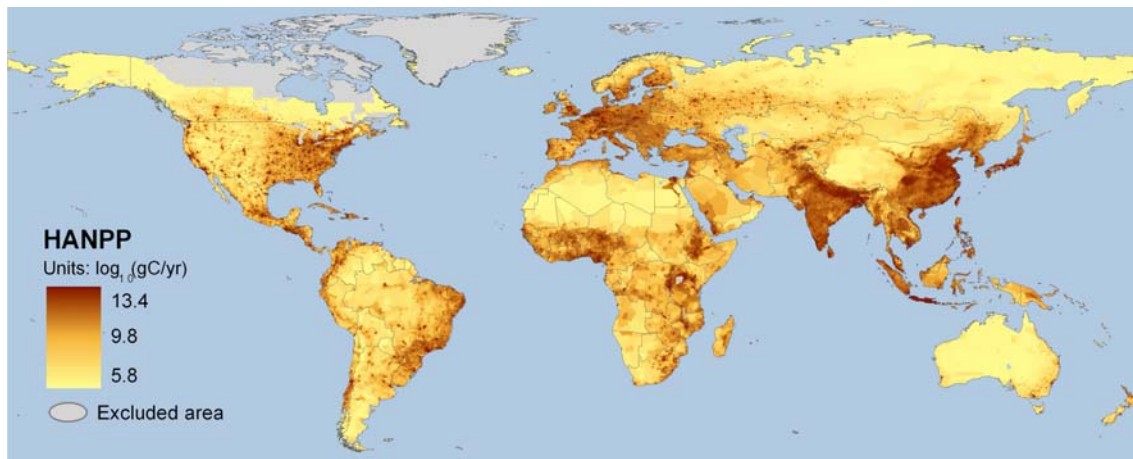 HANPP
Units: log₁₀(gC/yr)
13.4
9.8
5.8
Excluded area